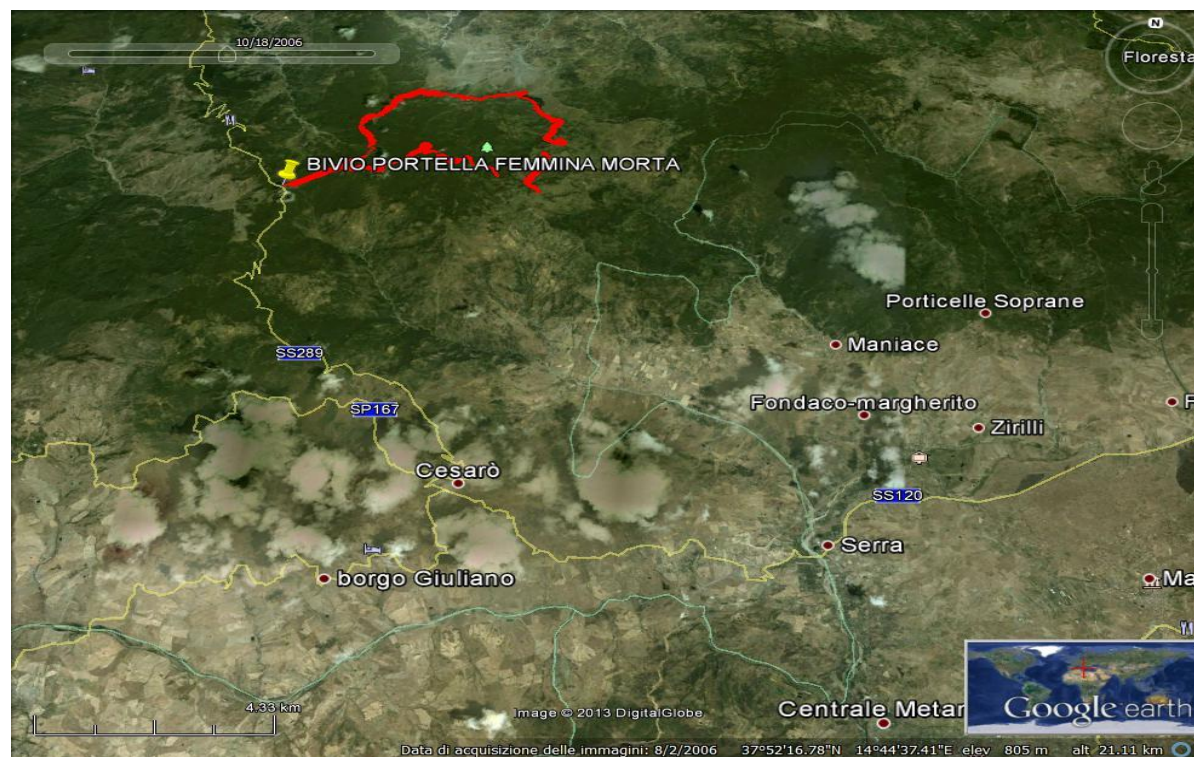 10/18/2006
N
Floresta
BIVIO PORTELLA FEMMINA MORTA
Porticelle Soprane
Maniace
SS289
SP167
Fondaco-margherito
Zirilli
Cesarò
SS120
Serra
borgo Giuliano
Ma
4.33 km
Image © 2013 DigitalGlobe
Centrale Metar
Google earth
Data di acquisizione delle immagini: 8/2/2006 37°52'16.78"N 14°44'37.41"E elev 805 m alt 21.11 km